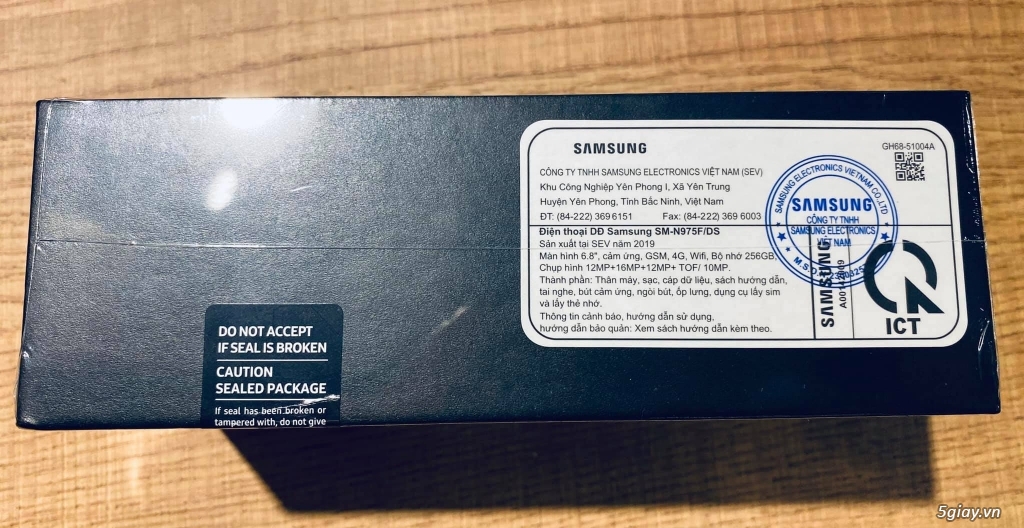 SAMSUNG
GH68-51004A
CÔNG TY TNHH SAMSUNG ELECTRONICS VIỆT NAM (SEV)
Khu Công Nghiệp Yên Phong I, Xã Yên Trung
Huyện Yên Phong, Tỉnh Bắc Ninh, Việt Nam
ĐT: (84-222) 369 6151 Fax: (84-222) 369 6003
Điện thoại DĐ Samsung SM-N975F/DS
Sản xuất tại SEV năm 2019
Màn hình 6.8", cảm ứng, GSM, 4G, Wifi, Bộ nhớ 256GB,
Chụp hình 12MP+16MP+12MP+ TOF/ 10MP.
Thành phần: Thân máy, sạc, cáp dữ liệu, sách hướng dẫn,
tai nghe, bút cảm ứng, ngòi bút, ốp lưng, dụng cụ lấy sim
và lấy thẻ nhớ.
Thông tin cảnh báo, hướng dẫn sử dụng,
hướng dẫn bảo quản: Xem sách hướng dẫn kèm theo.
SAMSUNG ELECTRONICS VIETNAM CO.,LTD
SAMSUNG
CÔNG TY TNHH
SAMSUNG ELECTRONICS
VIỆT NAM
SAMSUNG
ICT
DO NOT ACCEPT
IF SEAL IS BROKEN
CAUTION
SEALED PACKAGE
If seal has been broken or
tampered with, do not give
5giay.vn